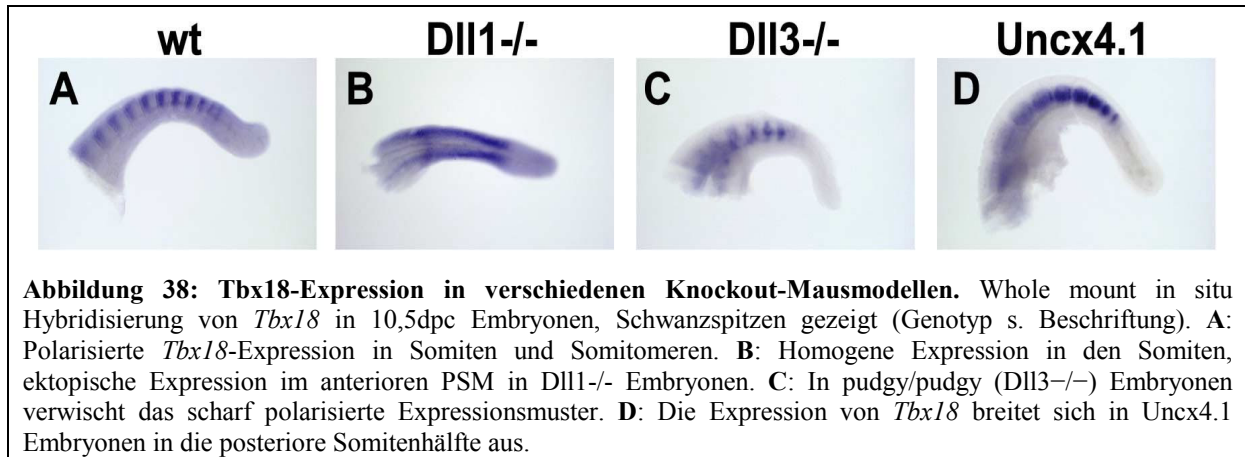 wt
Dll1-/-
Dll3-/-
Uncx4.1
A
B
C
D
Abbildung 38: Tbx18-Expression in verschiedenen Knockout-Mausmodellen. Whole mount in situ
Hybridisierung von Tbx18 in 10,5dpc Embryonen, Schwanzspitzen gezeigt (Genotyp s. Beschriftung). A:
Polarisierte Tbx18-Expression in Somiten und Somitomeren. B: Homogene Expression in den Somiten,
ektopische Expression im anterioren PSM in Dll1-/- Embryonen. C: In pudgy/pudgy (Dll3−/−) Embryonen
verwischt das scharf polarisierte Expressionsmuster. D: Die Expression von Tbx18 breitet sich in Uncx4.1
Embryonen in die posteriore Somitenhälfte aus.